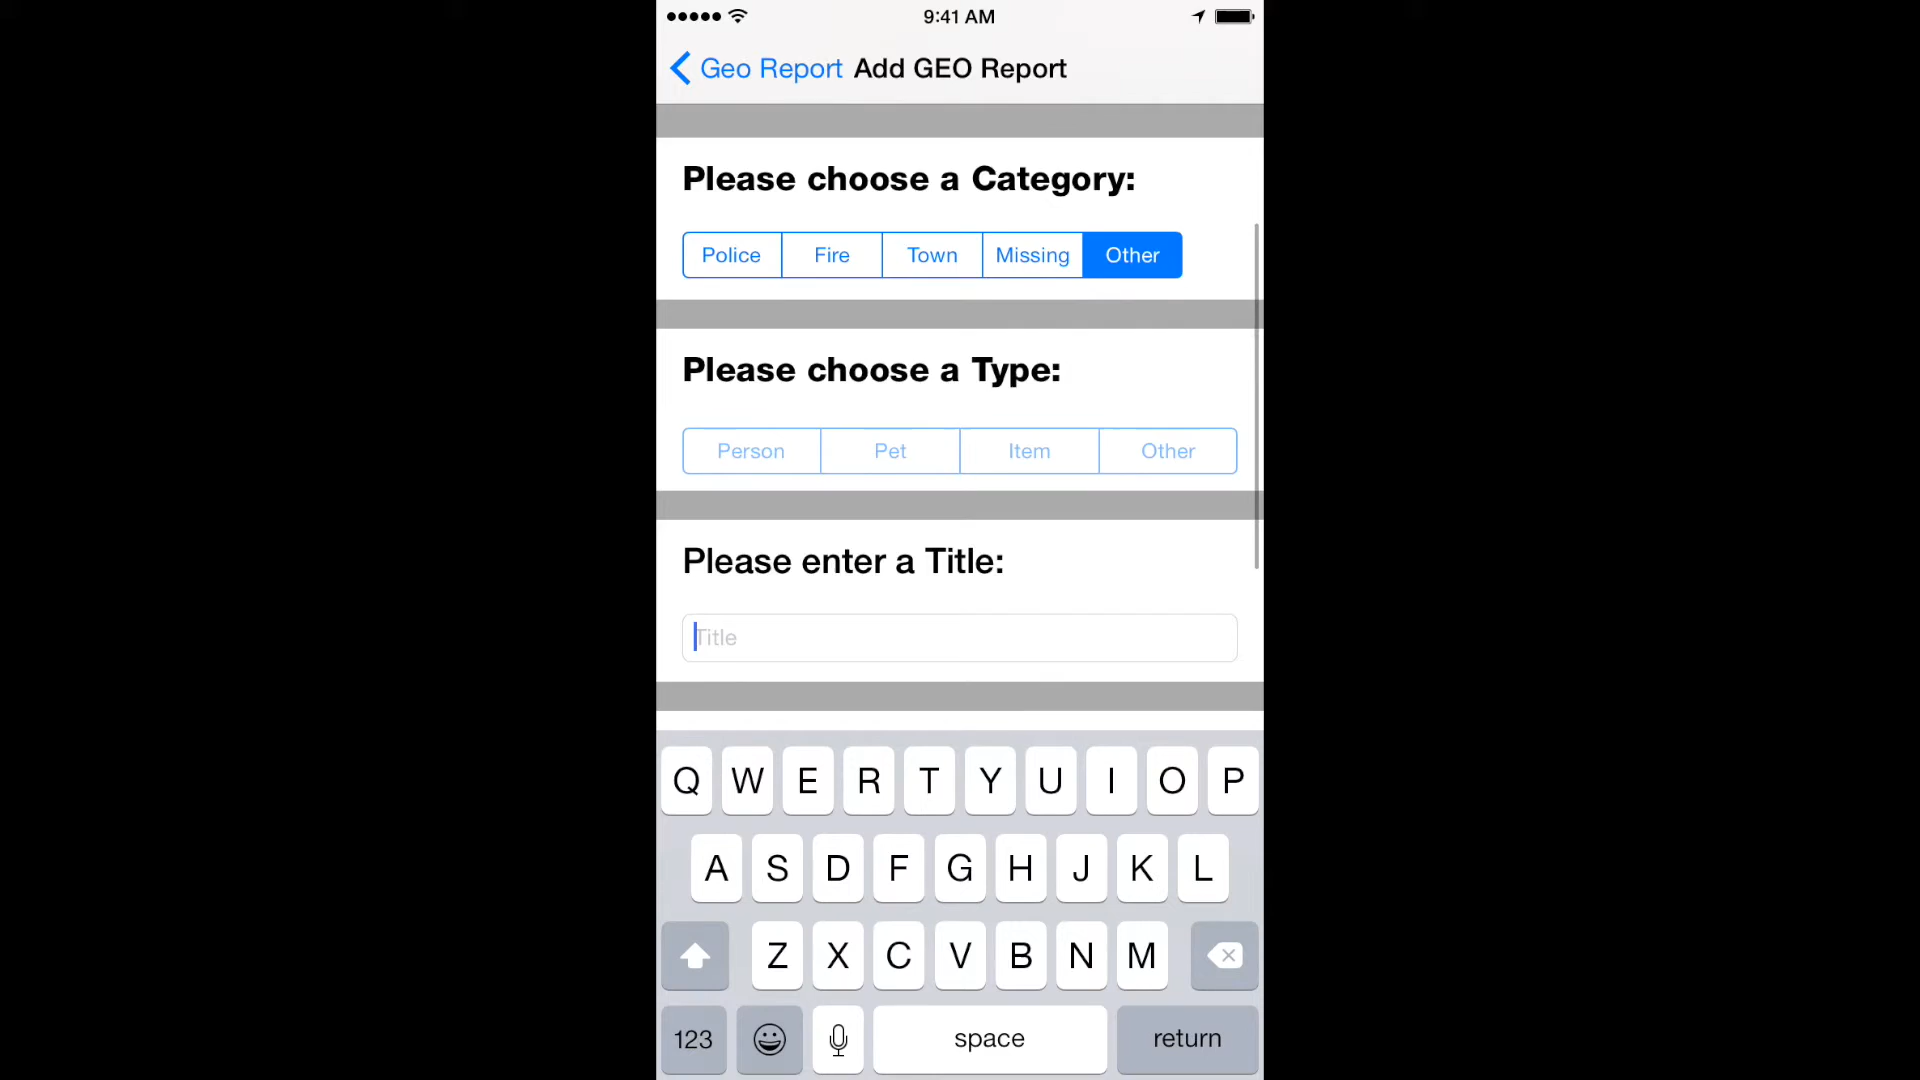 9:41 AM
Geo Report Add GEO Report
Please choose a Category:
Police Fire Town Missing Other
Please choose a Type:
Person Pet Item Other
Please enter a Title:
Title
Q W E R T Y U I O P
A S D F G H J K L
Z X C V B N M
123 space return